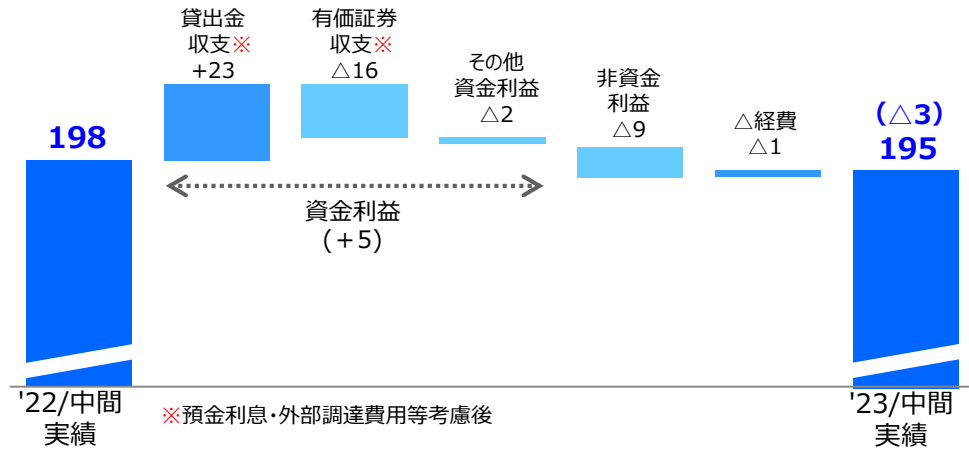 198
貸出金
収支※
+23
有価証券
収支※
△16
その他
資金利益
△2
非資金
利益
△9
△経費
△1
（△3）
195
資金利益
（＋5）
'22/中間
実績
※預金利息・外部調達費用等考慮後
'23/中間
実績